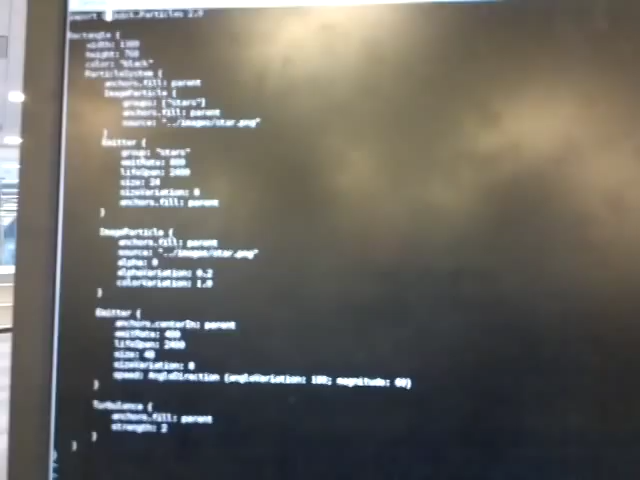 import QtQuick.Particles 2.0
Rectangle {
width: 1360
height: 768
color: "black"
ParticleSystem {
anchors.fill: parent
ImageParticle {
groups: ["stars"]
anchors.fill: parent
source: "../images/star.png"
}
Emitter {
group: "stars"
emitRate: 800
lifeSpan: 2400
size: 24
sizeVariation: 8
anchors.fill: parent
}
ImageParticle {
anchors.fill: parent
source: "../images/star.png"
alpha: 0
alphaVariation: 0.2
colorVariation: 1.0
}
Emitter {
anchors.centerIn: parent
emitRate: 400
lifeSpan: 2400
size: 48
sizeVariation: 8
speed: AngleDirection {angleVariation: 180; magnitude: 60}
}
Turbulence {
anchors.fill: parent
strength: 2
}
}